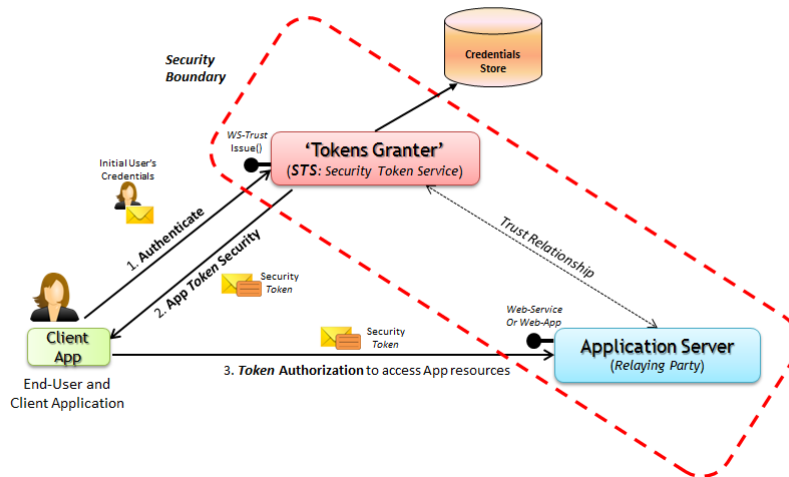 Security
Boundary
Credentials
Store
WS-Trust
Issue()
'Tokens Granter'
(STS: Security Token Service)
Initial User's
Credentials
1. Authenticate
2. App Token Security
Security
Token
Trust Relationship
Client
App
End-User and
Client Application
Security
Token
3. Token Authorization to access App resources
Web-Service
Or Web-App
Application Server
(Relaying Party)